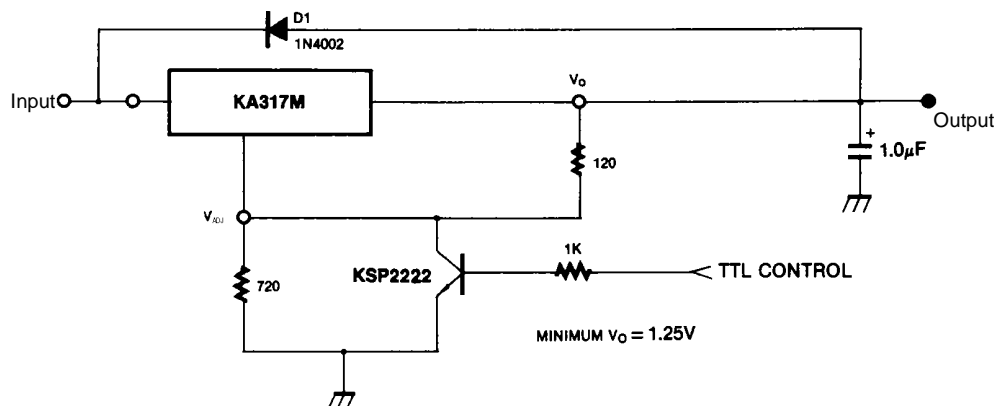 D1
1N4002
Input
KA317M
VO
Output
+
1.0µF
120
VADJ
1K
KSP2222
TTL CONTROL
720
MINIMUM VO = 1.25V